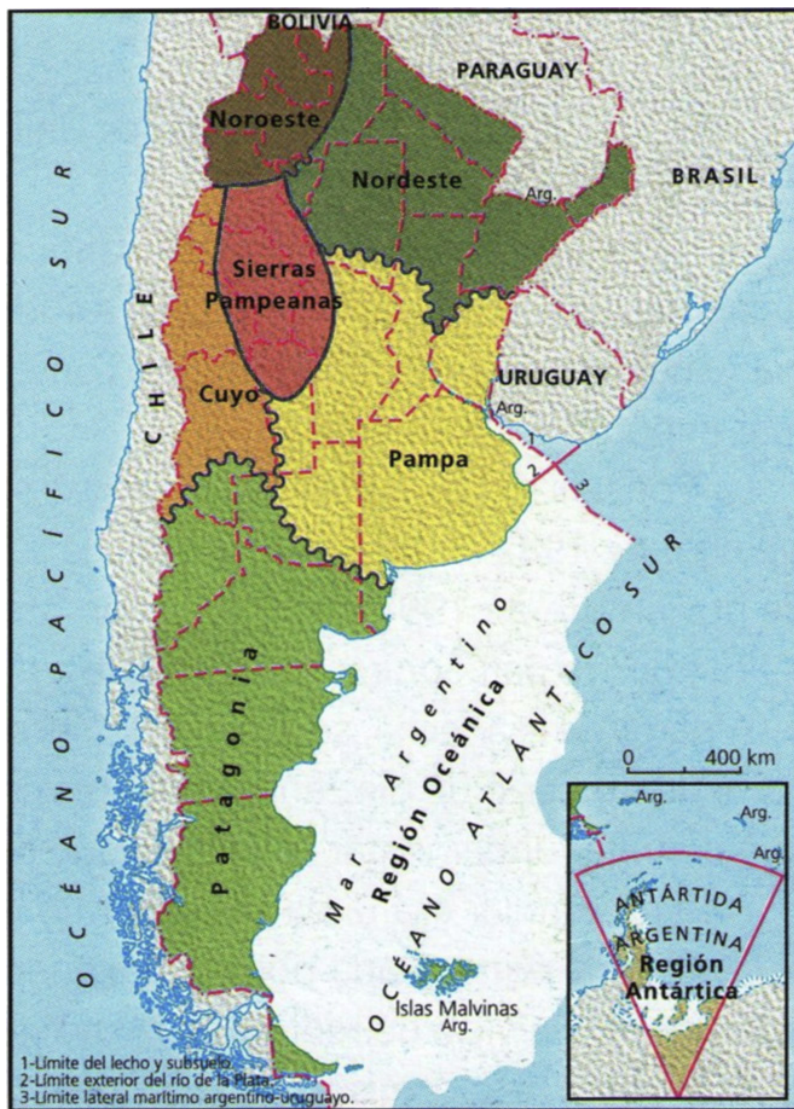 BOLIVIA
PARAGUAY
Noroeste
Nordeste
Arg.
BRASIL
Sierras
Pampeanas
CHILE
Cuyo
URUGUAY
Arg.
Pampa
1
2
3
OCÉANO PACÍFICO SUR
Patagonia
Mar Argentino
Región Oceánica
OCÉANO ATLÁNTICO SUR
0 400 km
Islas Malvinas
Arg.
Arg.
Arg.
Arg.
ANTÁRTIDA
ARGENTINA
Región
Antártica
1-Límite del lecho y subsuelo.
2-Límite exterior del río de la Plata.
3-Límite lateral marítimo argentino-uruguayo.